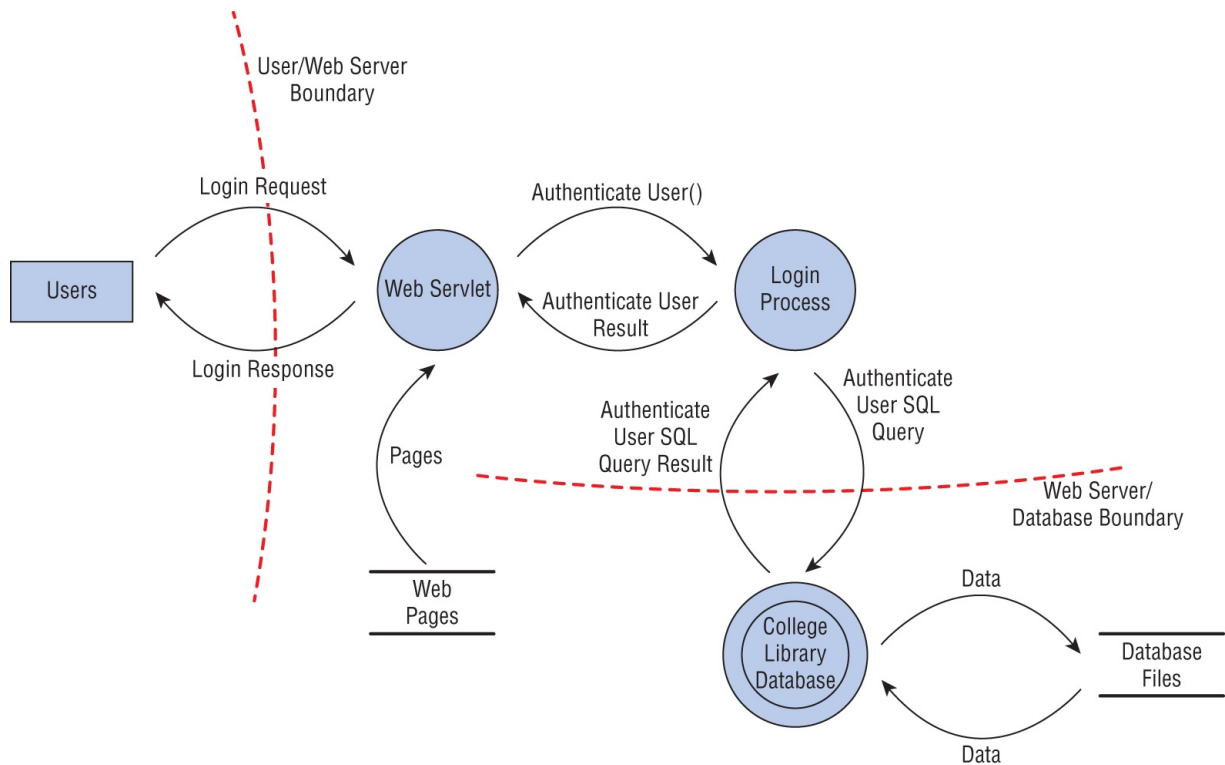 User/Web Server
Boundary
Login Request
Authenticate User()
Users
Web Servlet
Login
Process
Authenticate User
Result
Login Response
Authenticate
User SQL
Query
Authenticate
User SQL
Query Result
Pages
Web Server/
Database Boundary
Web
Pages
Data
College
Library
Database
Database
Files
Data